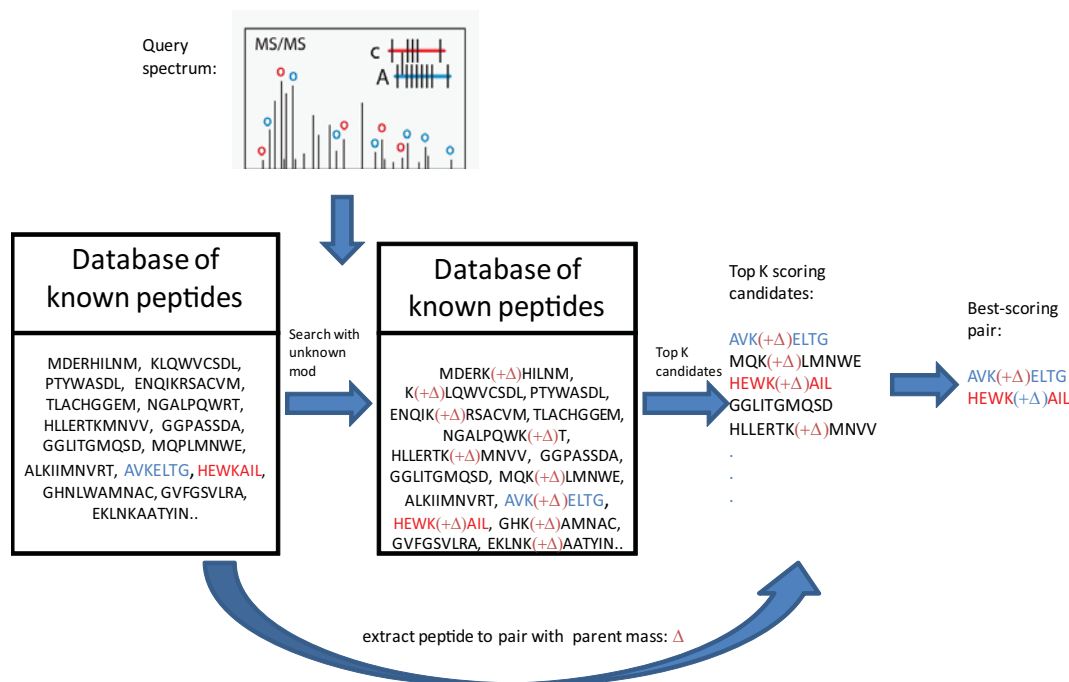 Query
spectrum:
MS/MS
C
A
Database of
known peptides
MDERHILNM, KLQWVCSDL,
PTYWASDL, ENQIKRSACVM,
TLACHGGEM, NGALPQWRT,
HLLERTKMNVV, GGPASSDA,
GGLITGMQSD, MQPLMNWE,
ALKIIMNVRT, AVKELTG, HEWKAIL,
GHNLWAMNAC, GVFGSVLRA,
EKLNKAATYIN..
Search with
unknown
mod
Database of
known peptides
MDERK(+Δ)HILNM,
K(+Δ)LQWVCSDL, PTYWASDL,
ENQIK(+Δ)RSACVM, TLACHGGEM,
NGALPQWK(+Δ)T,
HLLERTK(+Δ)MNVV, GGPASSDA,
GGLITGMQSD, MQK(+Δ)LMNWE,
ALKIIMNVRT, AVK(+Δ)ELTG,
HEWK(+Δ)AIL, GHK(+Δ)AMNAC,
GVFGSVLRA, EKLNK(+Δ)AATYIN..
Top K
candidates
Top K scoring
candidates:
AVK(+Δ)ELTG
MQK(+Δ)LMNWE
HEWK(+Δ)AIL
GGLITGMQSD
HLLERTK(+Δ)MNVV
.
.
.
Best-scoring
pair:
AVK(+Δ)ELTG
HEWK(+Δ)AIL
extract peptide to pair with parent mass: Δ